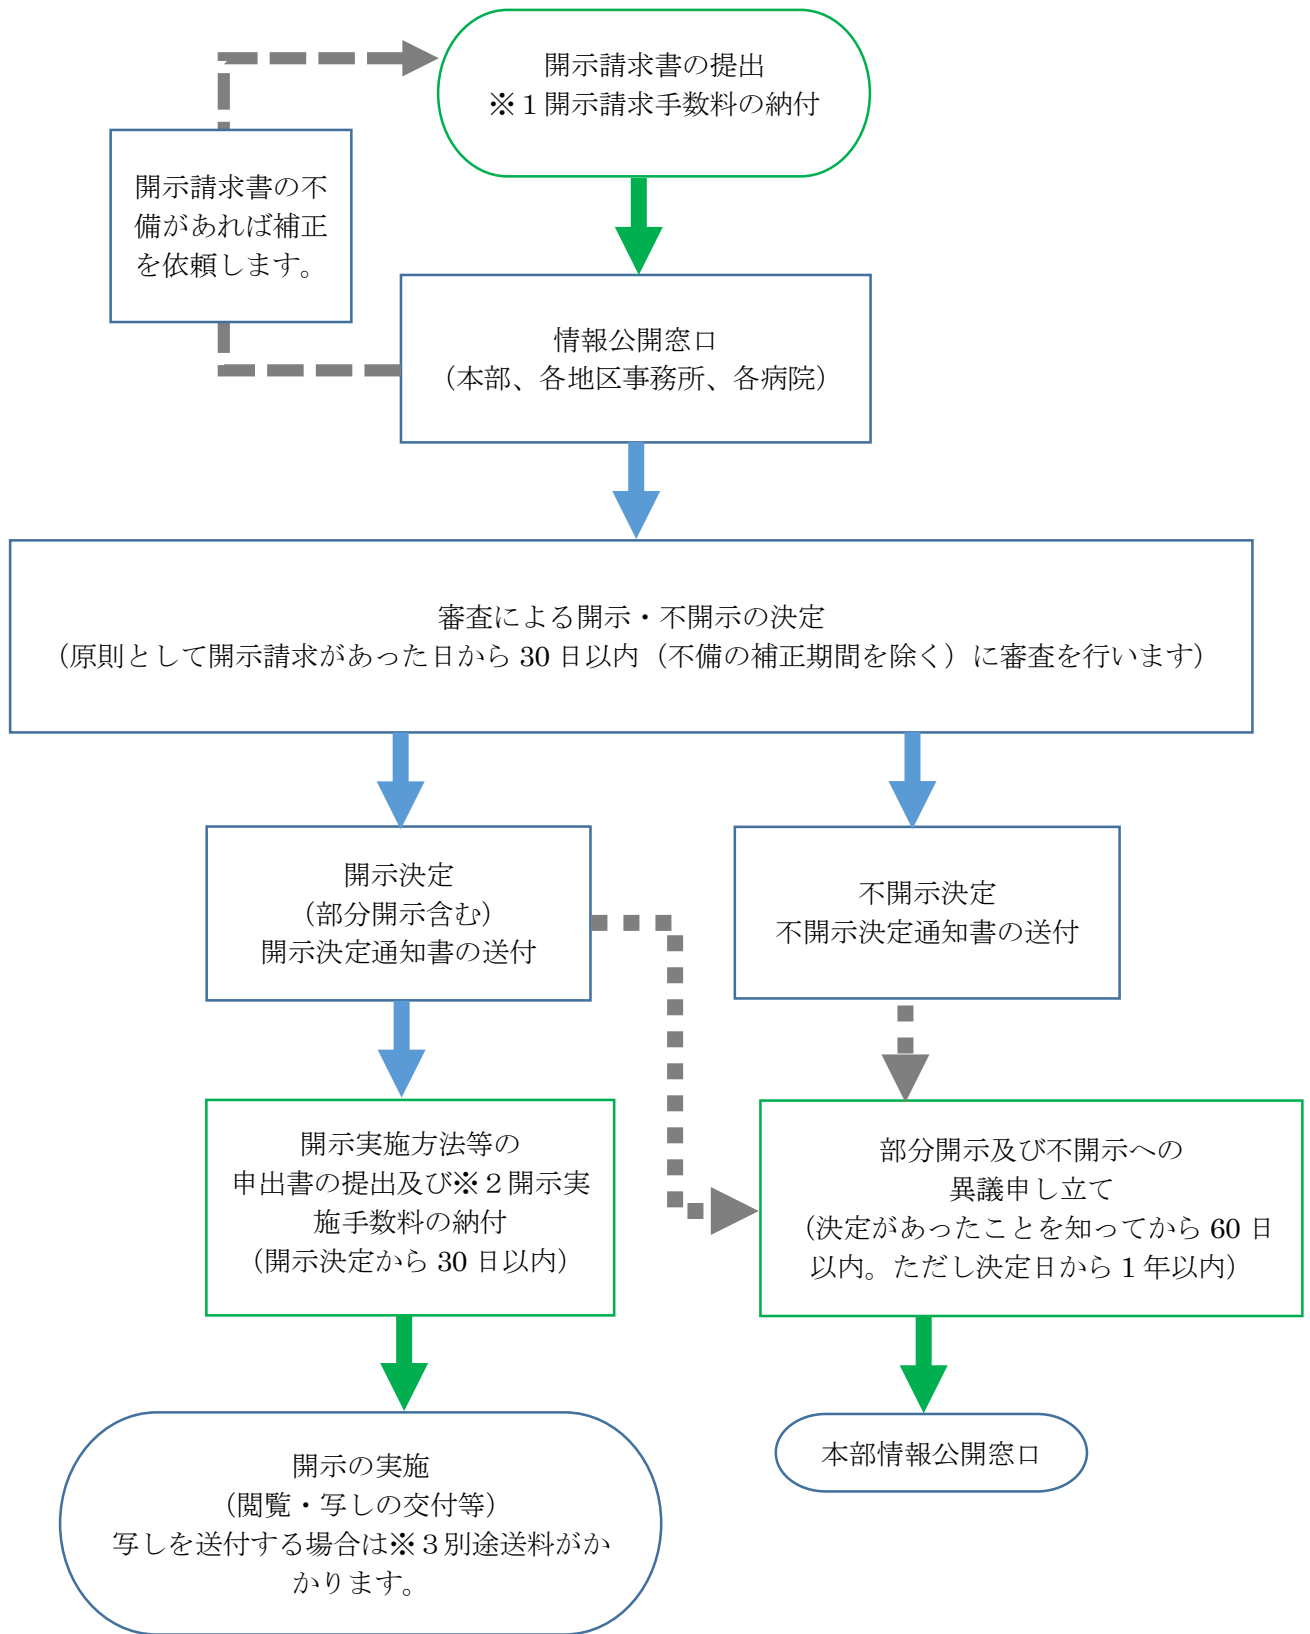 開示請求書の提出
※１開示請求手数料の納付
開示請求書の不
備があれば補正
を依頼します。
情報公開窓口
（本部、各地区事務所、各病院）
審査による開示・不開示の決定
（原則として開示請求があった日から 30 日以内（不備の補正期間を除く）に審査を行います）
開示決定
（部分開示含む）
開示決定通知書の送付
不開示決定
不開示決定通知書の送付
開示実施方法等の
申出書の提出及び※２開示実
施手数料の納付
（開示決定から 30 日以内）
部分開示及び不開示への
異議申し立て
（決定があったことを知ってから 60 日
以内。ただし決定日から１年以内）
開示の実施
（閲覧・写しの交付等）
写しを送付する場合は※３別途送料がか
かります。
本部情報公開窓口